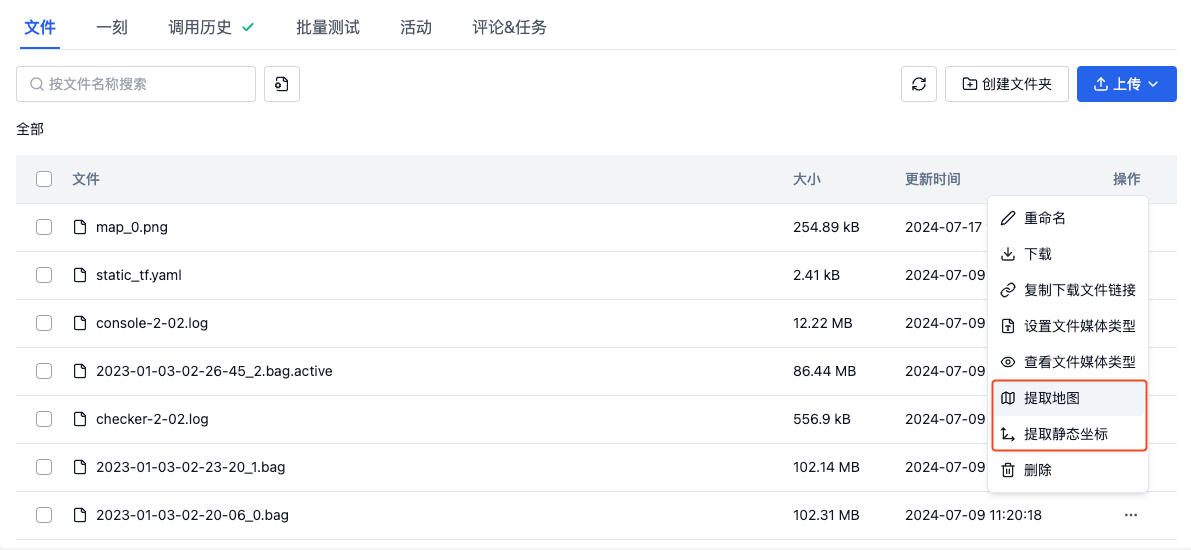 文件 一刻 调用历史 批量测试 活动 评论&任务
按文件名称搜索 创建文件夹 上传
全部
文件 大小 更新时间 操作
map_0.png 254.89 kB 2024-07-17
static_tf.yaml 2.41 kB 2024-07-09
console-2-02.log 12.22 MB 2024-07-09
2023-01-03-02-26-45_2.bag.active 86.44 MB 2024-07-09
checker-2-02.log 556.9 kB 2024-07-09
2023-01-03-02-23-20_1.bag 102.14 MB 2024-07-09
2023-01-03-02-20-06_0.bag 102.31 MB 2024-07-09 11:20:18
重命名
下载
复制下载文件链接
设置文件媒体类型
查看文件媒体类型
提取地图
提取静态坐标
删除